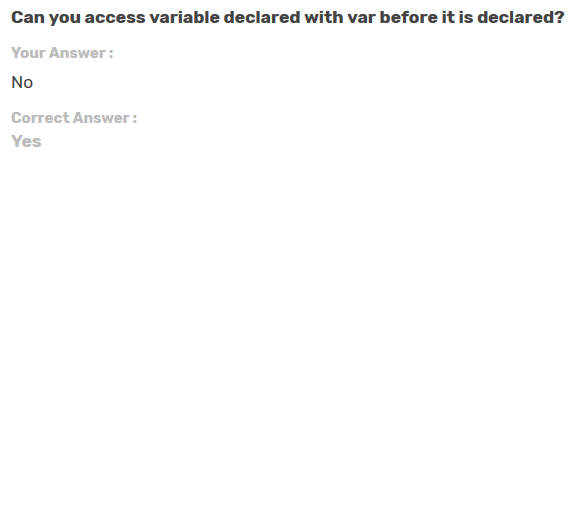 Can you access variable declared with var before it is declared?
Your Answer :
No
Correct Answer :
Yes